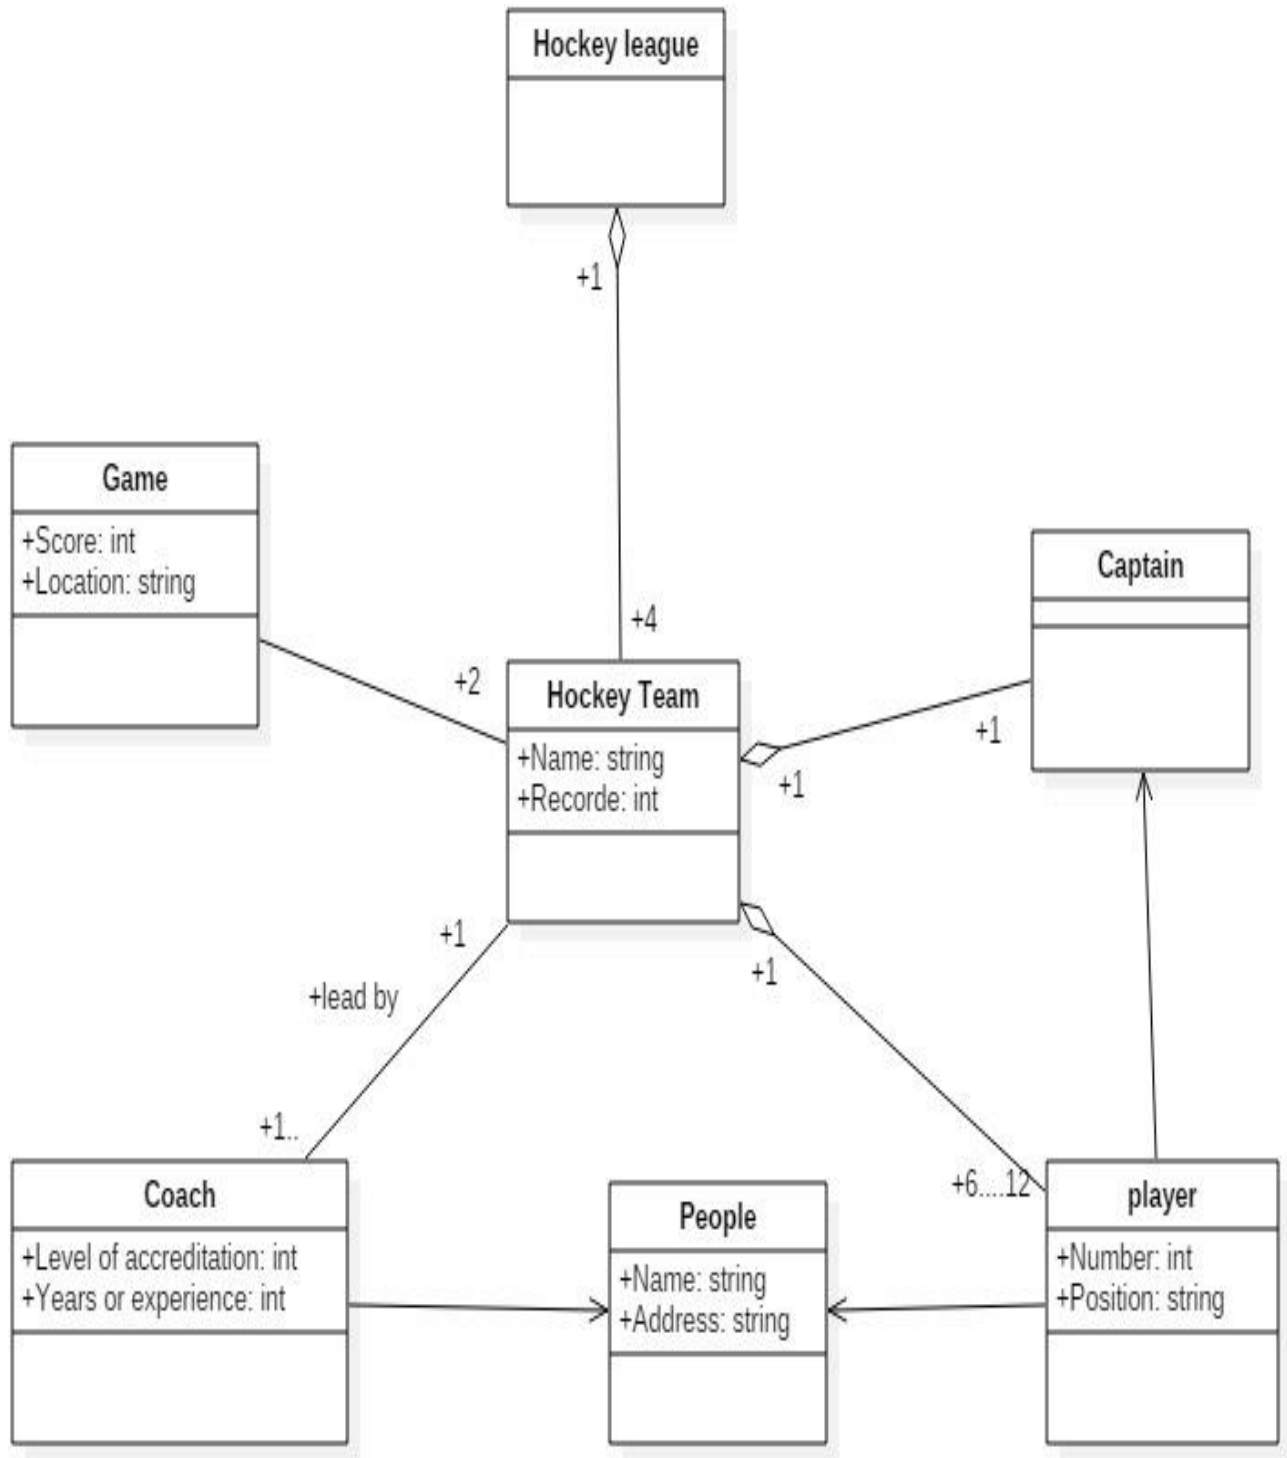 Hockey league
+1
Game
+Score: int
+Location: string
+4
+2
Hockey Team
+Name: string
+Recorde: int
Captain
+1
+1
+1
+lead by
+1
+1..
Coach
+Level of accreditation: int
+Years or experience: int
People
+Name: string
+Address: string
+6....12
player
+Number: int
+Position: string